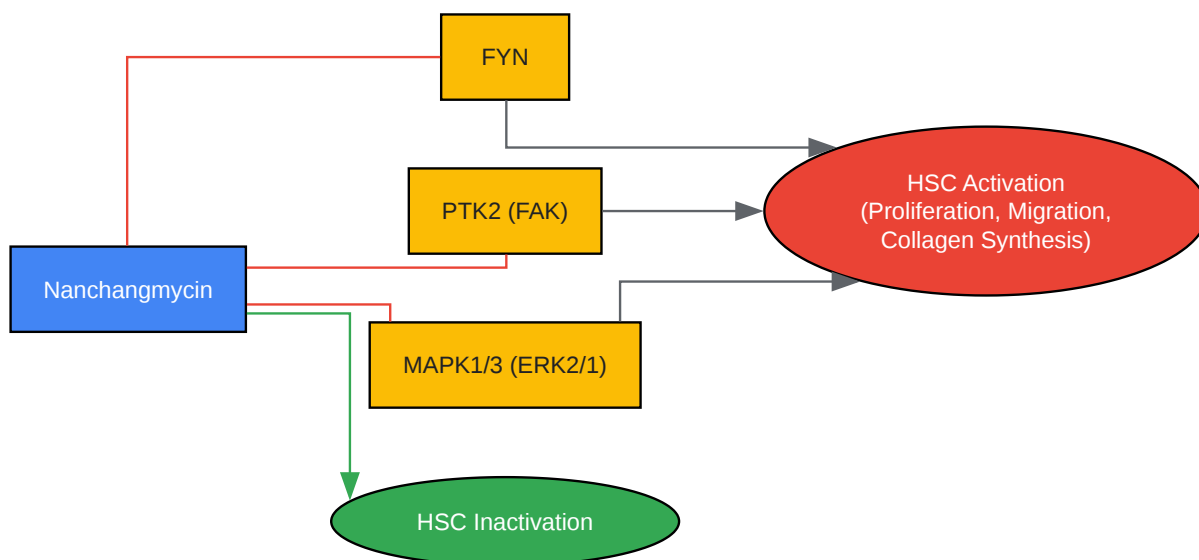 FYN
PTK2 (FAK)
HSC Activation
(Proliferation, Migration,
Collagen Synthesis)
Nanchangmycin
MAPK1/3 (ERK2/1)
HSC Inactivation